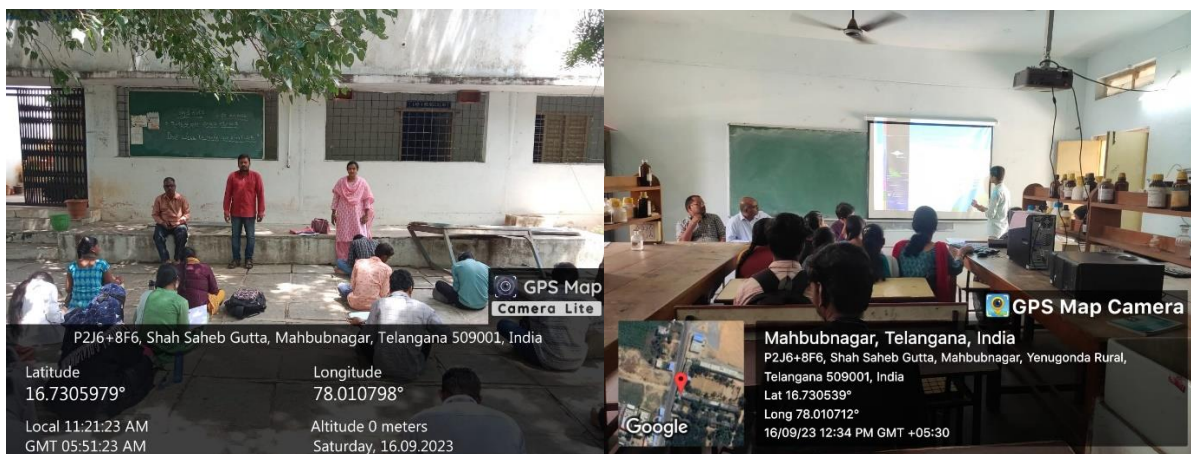 GPS Map
Camera Lite
P2J6+8F6, Shah Saheb Gutta, Mahbubnagar, Telangana 509001, India
Latitude
16.7305979°
Longitude
78.010798°
Local 11:21:23 AM
GMT 05:51:23 AM
Altitude 0 meters
Saturday, 16.09.2023
GPS Map Camera
Mahbubnagar, Telangana, India
P2J6+8F6, Shah Saheb Gutta, Mahbubnagar, Yenugonda Rural,
Telangana 509001, India
Lat 16.730539°
Long 78.010712°
16/09/23 12:34 PM GMT +05:30
Google